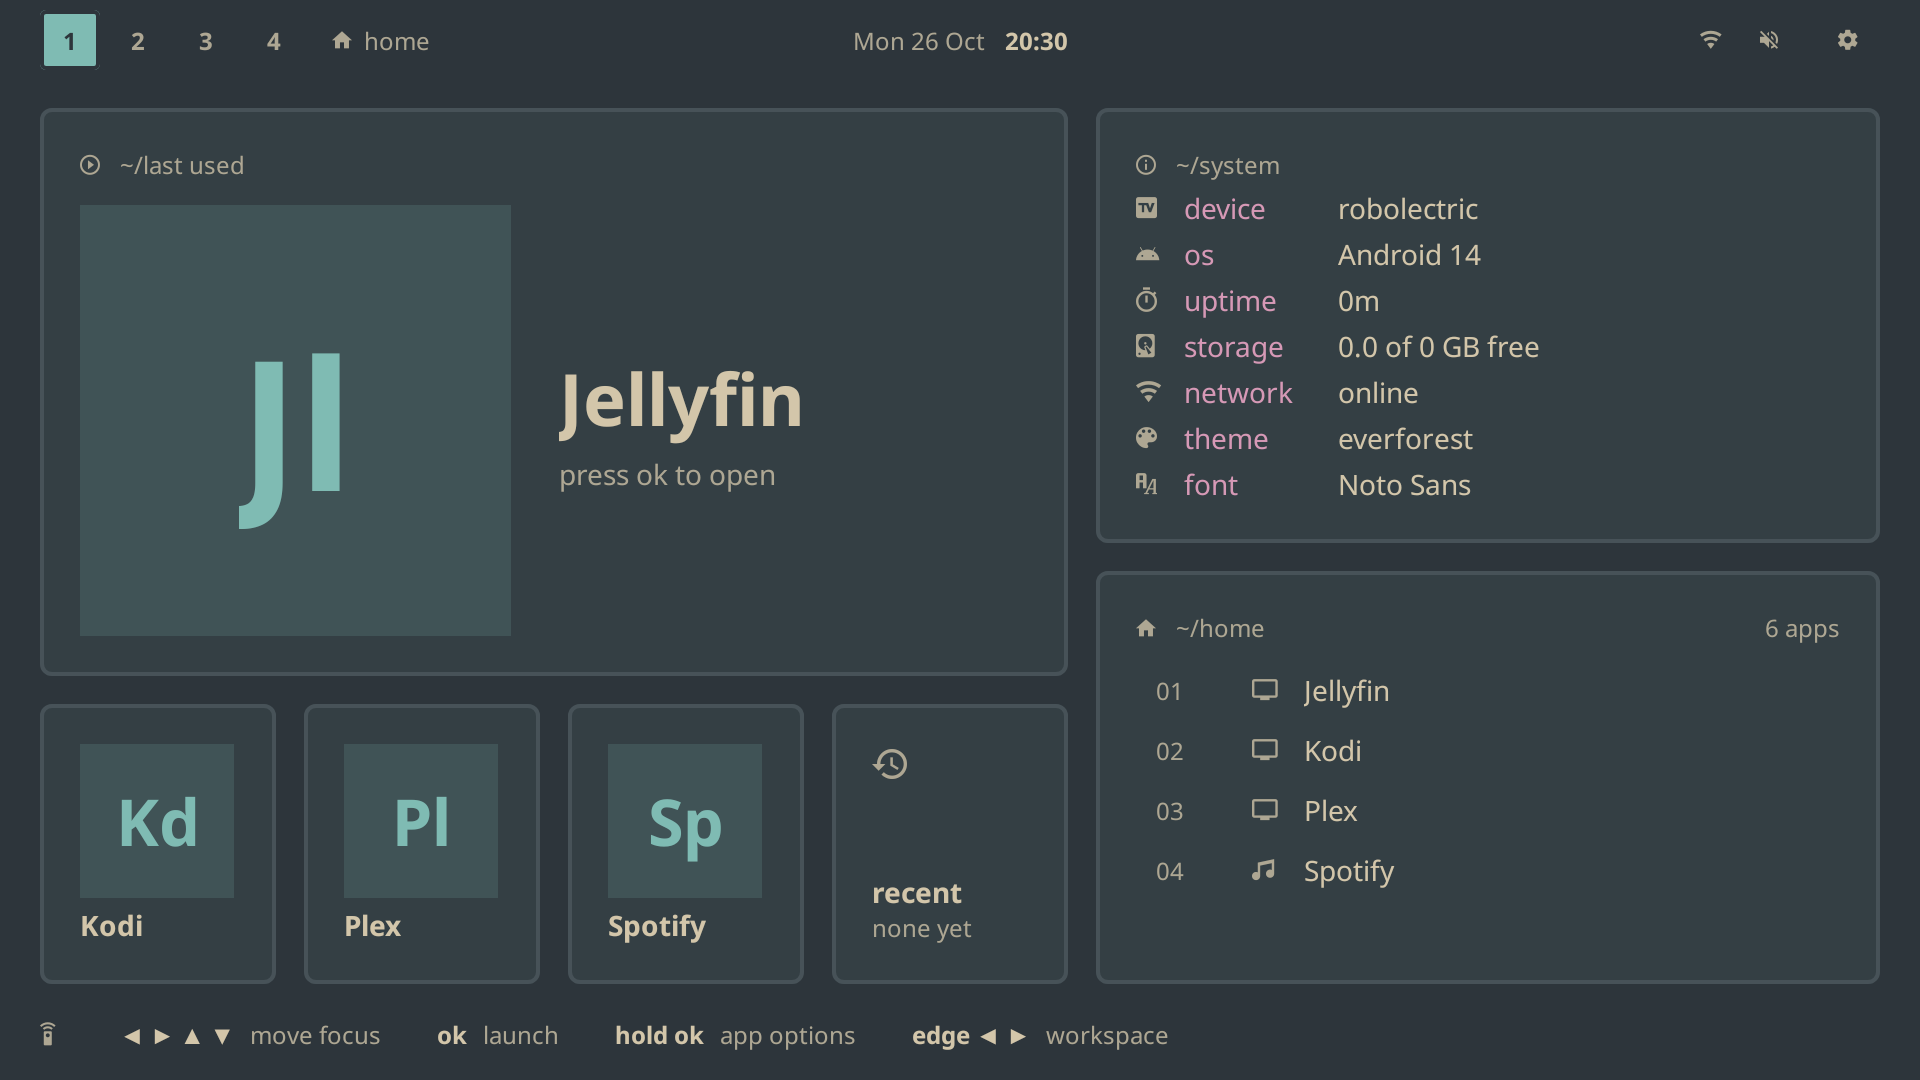 1 2 3 4 home Mon 26 Oct 20:30
~/last used
Jl
Jellyfin
press ok to open
~/system
device robolectric
os Android 14
uptime 0m
storage 0.0 of 0 GB free
network online
theme everforest
font Noto Sans
Kd
Kodi
Pl
Plex
Sp
Spotify
recent
none yet
~/home 6 apps
01 Jellyfin
02 Kodi
03 Plex
04 Spotify
◀ ▶ ▲ ▼ move focus ok launch hold ok app options edge ◀ ▶ workspace